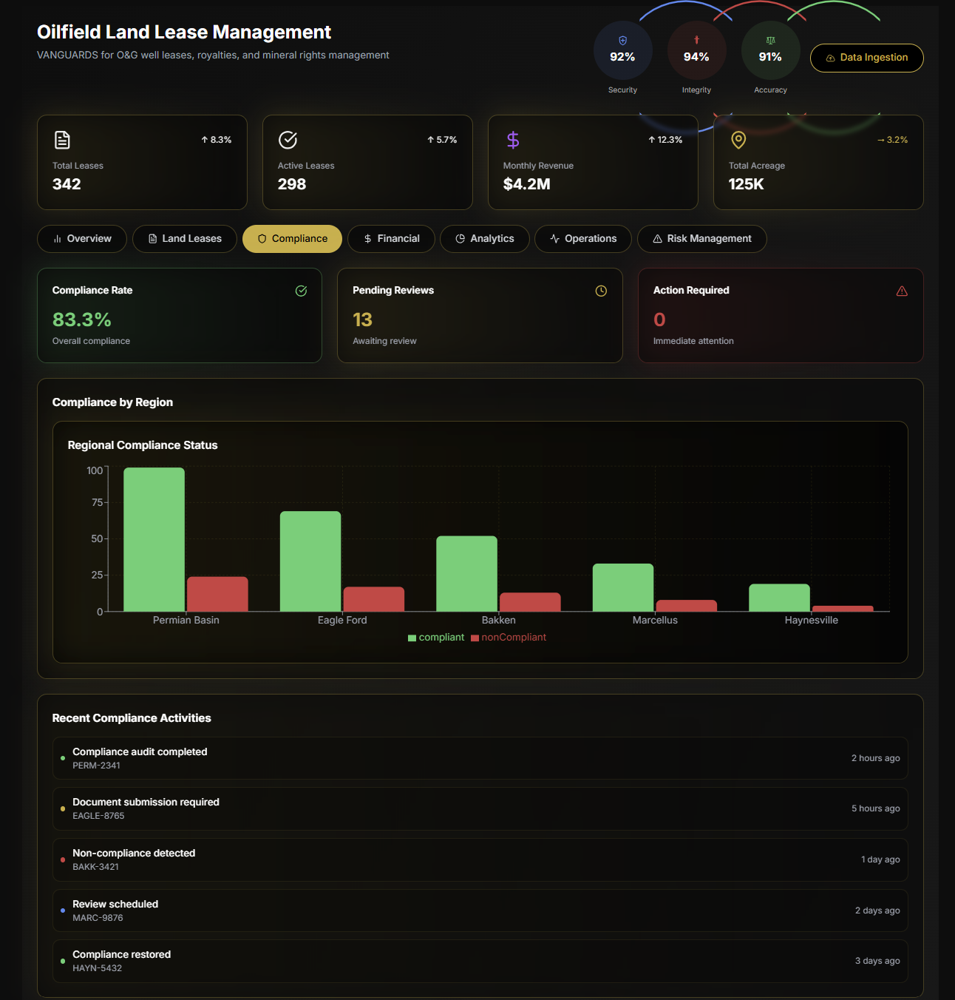 Oilfield Land Lease Management
VANGUARDS for O&G well leases, royalties, and mineral rights management
92%
Security
94%
Integrity
91%
Accuracy
Data Ingestion
↑ 8.3%
Total Leases
342
↑ 5.7%
Active Leases
298
↑ 12.3%
Monthly Revenue
$4.2M
→ 3.2%
Total Acreage
125K
Overview
Land Leases
Compliance
Financial
Analytics
Operations
Risk Management
Compliance Rate
83.3%
Overall compliance
Pending Reviews
13
Awaiting review
Action Required
0
Immediate attention
Compliance by Region
Regional Compliance Status
100
75
50
25
0
Permian Basin
Eagle Ford
Bakken
Marcellus
Haynesville
compliant
nonCompliant
Recent Compliance Activities
Compliance audit completed
PERM-2341
2 hours ago
Document submission required
EAGLE-8765
5 hours ago
Non-compliance detected
BAKK-3421
1 day ago
Review scheduled
MARC-9876
2 days ago
Compliance restored
HAYN-5432
3 days ago